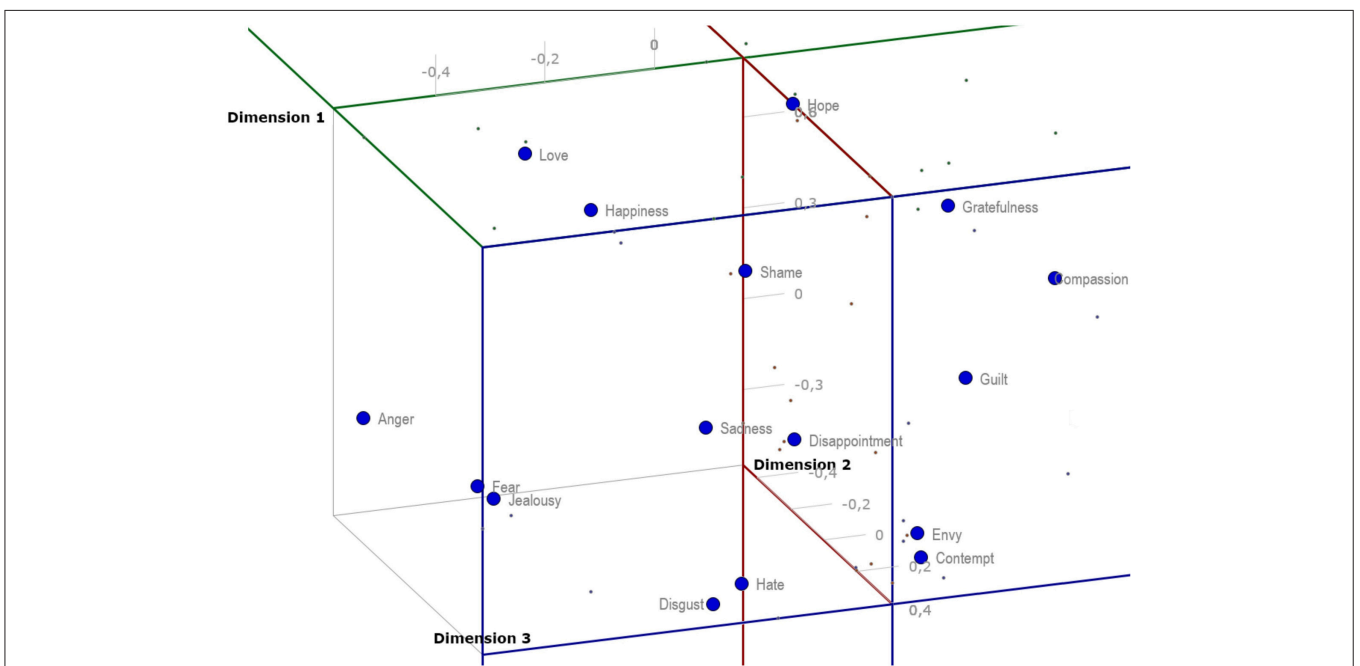 0
-0,2
-0,4
Hope
0,6
Dimension 1
Love
0,3
Happiness
Gratefulness
Shame
Compassion
0
Guilt
-0,3
Anger
Sadness
Disappointment
Dimension 2
-0,4
Fear
Jealousy
-0,2
0
Envy
Contempt
0,2
Hate
Disgust
0,4
Dimension 3